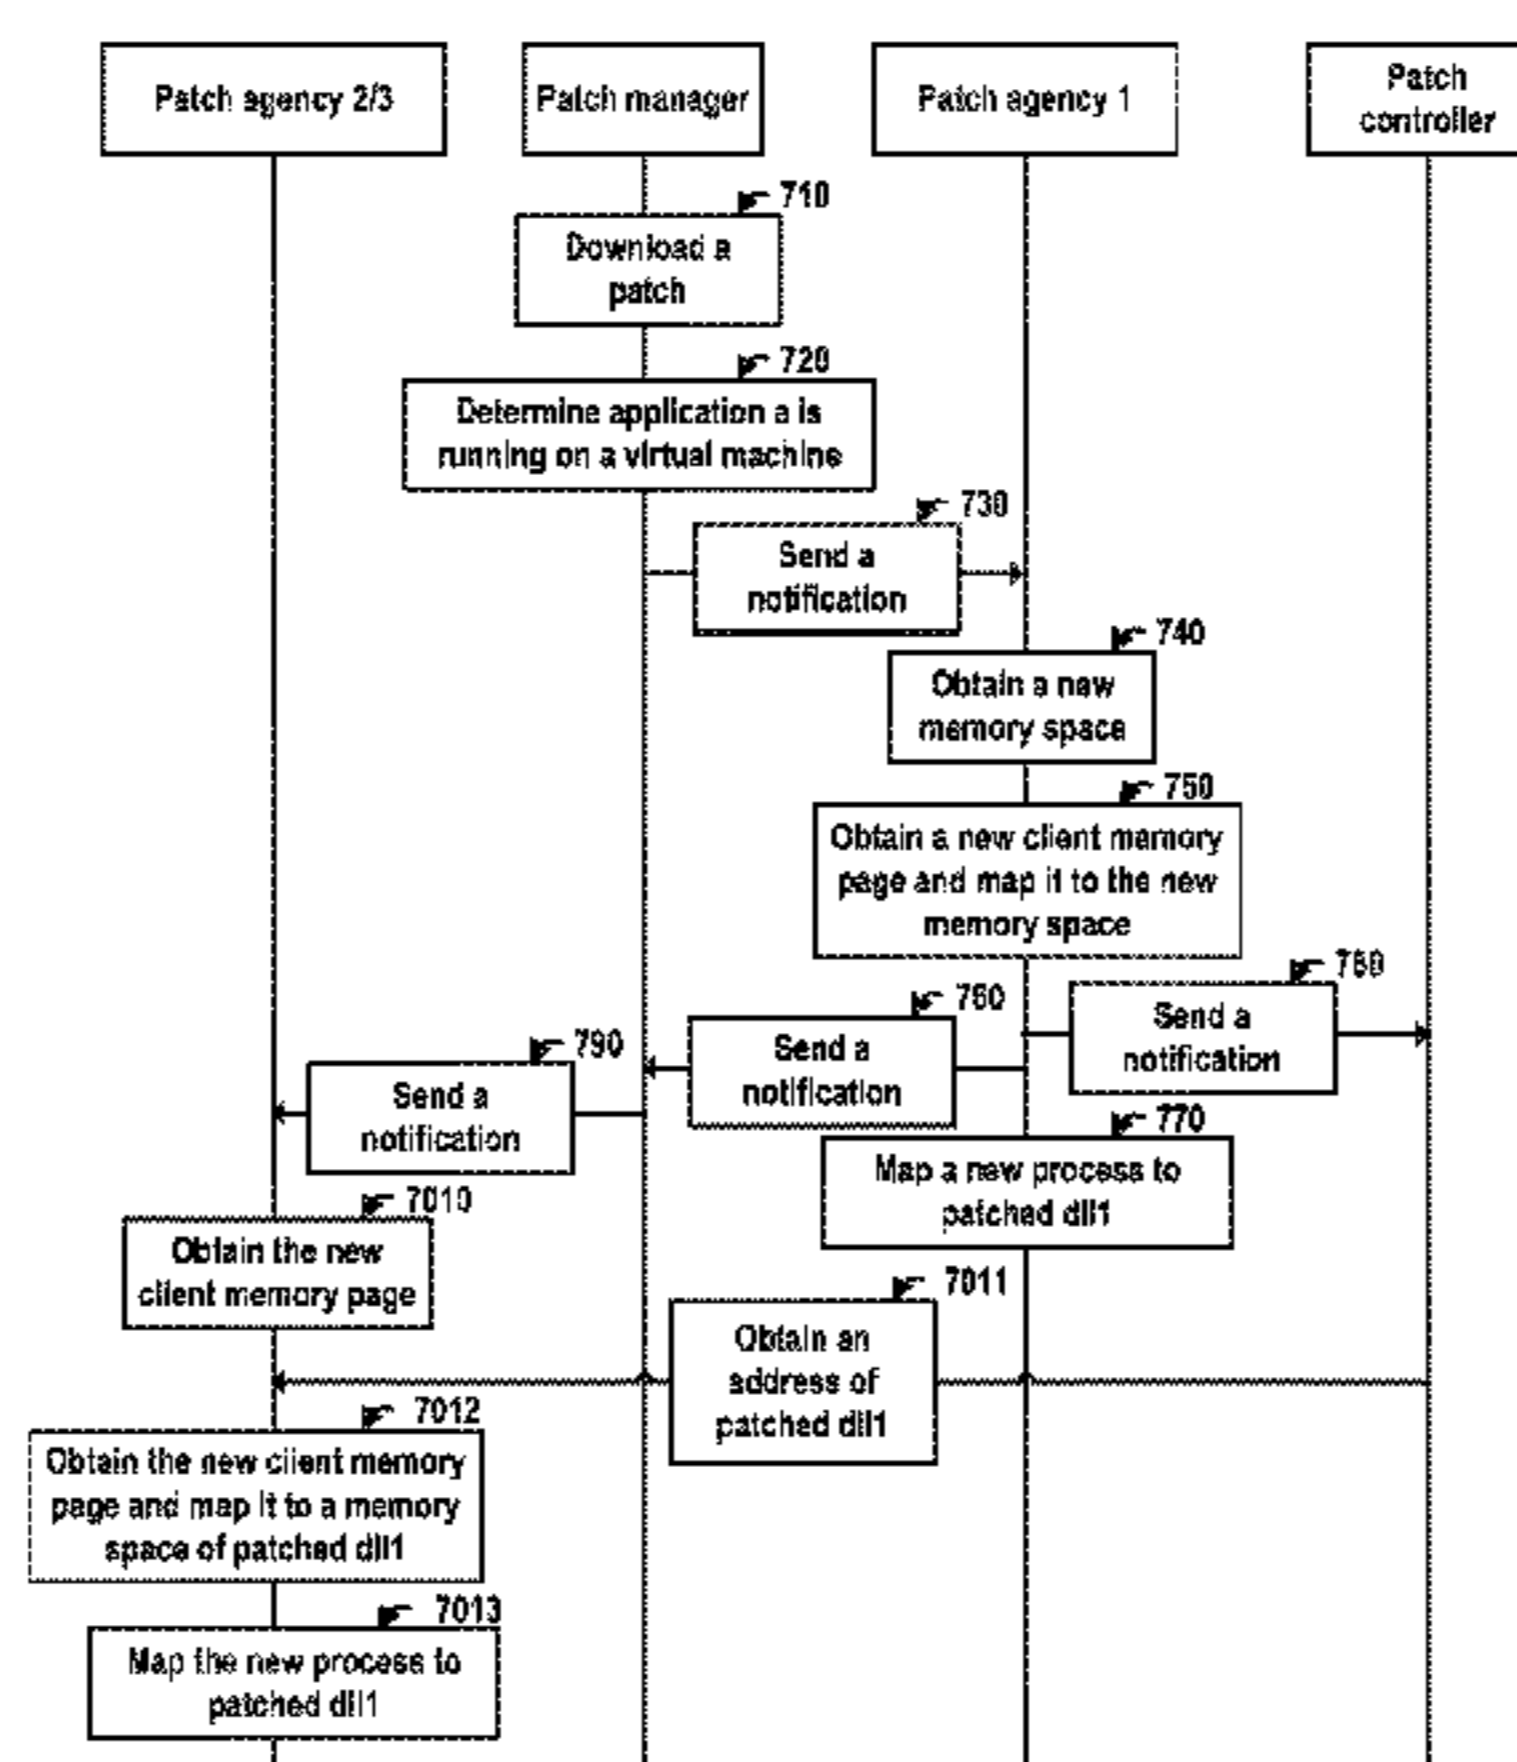 Patch agency 2/3
Patch manager
Patch agency 1
Patch
controller
710
Download a
patch
720
Determine application a is
running on a virtual machine
730
Send a
notification
740
Obtain a new
memory space
750
Obtain a new client memory
page and map it to the new
memory space
780
Send a
notification
760
Send a
notification
790
Send a
notification
770
Map a new process to
patched dll1
7010
Obtain the new
client memory page
7011
Obtain an
address of
patched dll1
7012
Obtain the new client memory
page and map it to a memory
space of patched dll1
7013
Map the new process to
patched dll1